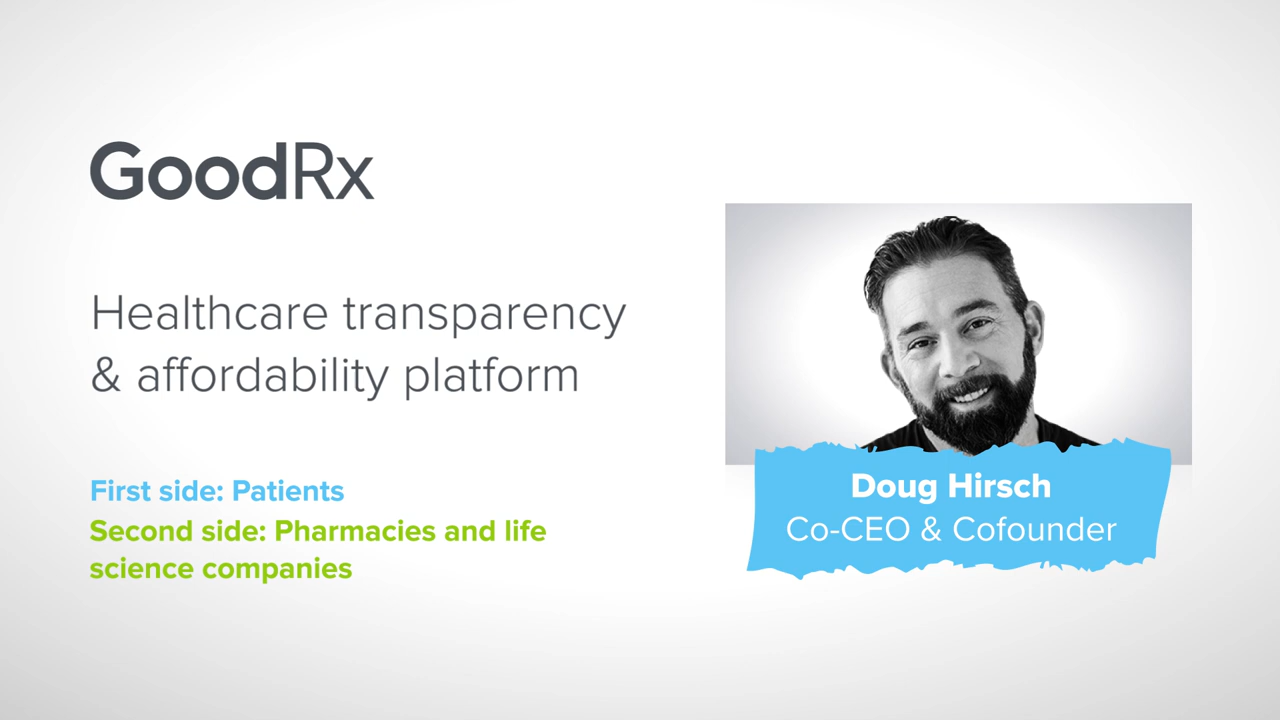 GoodRx
Healthcare transparency
& affordability platform
First side: Patients
Second side: Pharmacies and life
science companies
Doug Hirsch
Co-CEO & Cofounder